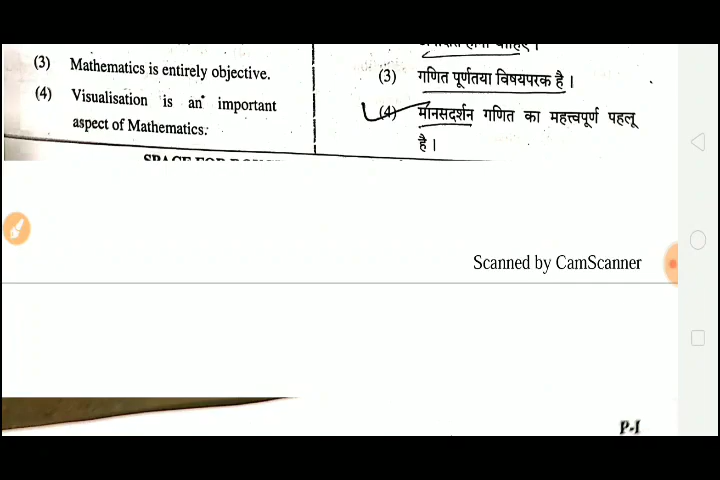 (3) Mathematics is entirely objective.
(4) Visualisation is an important
aspect of Mathematics.
(3) गणित पूर्णतया विषयपरक है।
(4) मानसदर्शन गणित का महत्त्वपूर्ण पहलू
है।
Scanned by CamScanner
P-I